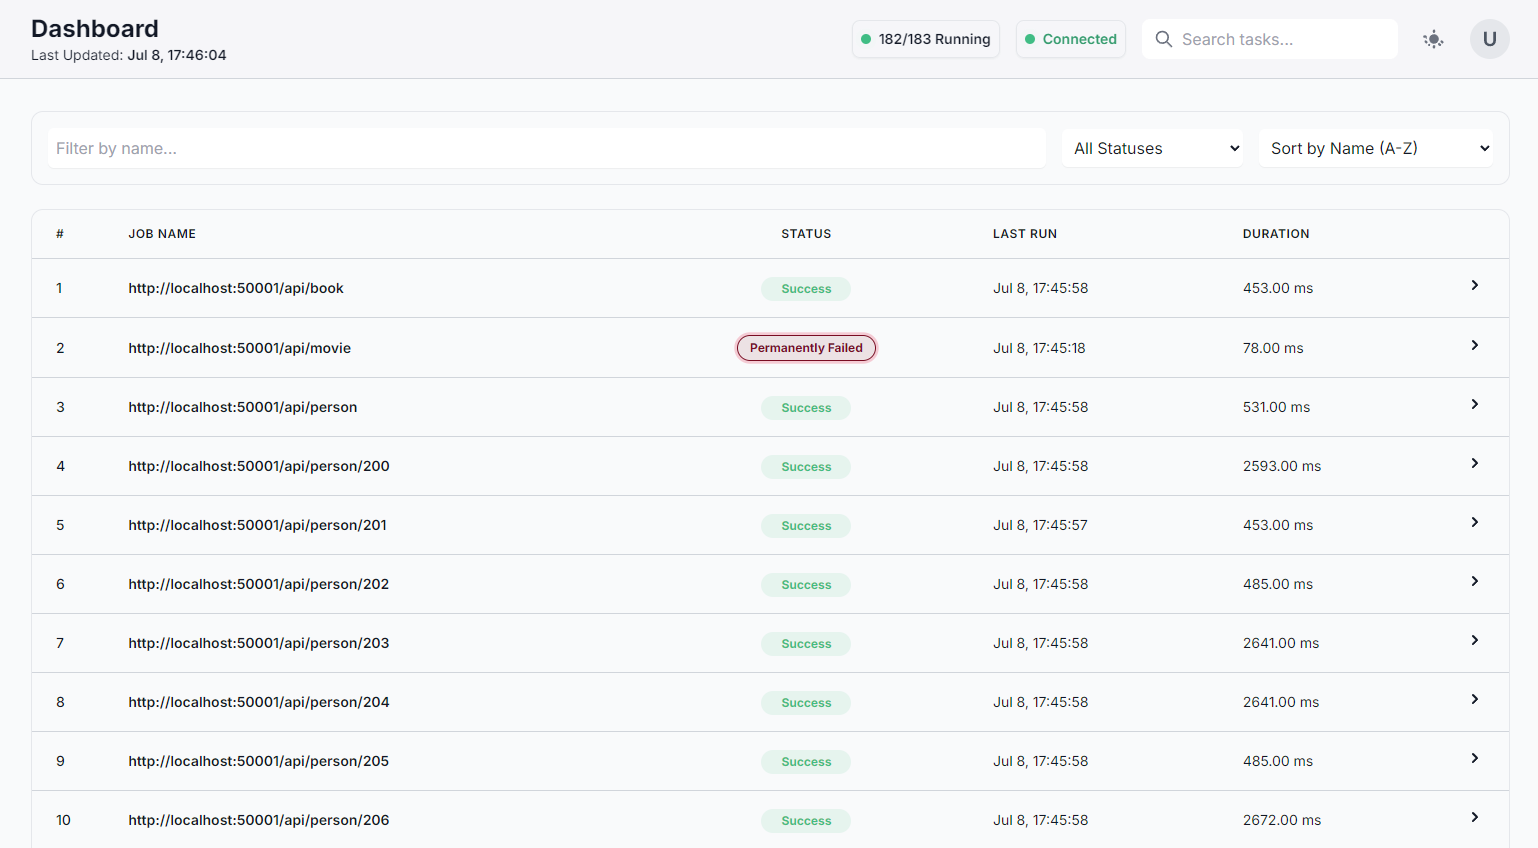 Dashboard
Last Updated: Jul 8, 17:46:04
182/183 Running
Connected
Search tasks...
U
Filter by name...
All Statuses
Sort by Name (A-Z)
# JOB NAME STATUS LAST RUN DURATION
1 http://localhost:50001/api/book Success Jul 8, 17:45:58 453.00 ms
2 http://localhost:50001/api/movie Permanently Failed Jul 8, 17:45:18 78.00 ms
3 http://localhost:50001/api/person Success Jul 8, 17:45:58 531.00 ms
4 http://localhost:50001/api/person/200 Success Jul 8, 17:45:58 2593.00 ms
5 http://localhost:50001/api/person/201 Success Jul 8, 17:45:57 453.00 ms
6 http://localhost:50001/api/person/202 Success Jul 8, 17:45:58 485.00 ms
7 http://localhost:50001/api/person/203 Success Jul 8, 17:45:58 2641.00 ms
8 http://localhost:50001/api/person/204 Success Jul 8, 17:45:58 2641.00 ms
9 http://localhost:50001/api/person/205 Success Jul 8, 17:45:58 485.00 ms
10 http://localhost:50001/api/person/206 Success Jul 8, 17:45:58 2672.00 ms